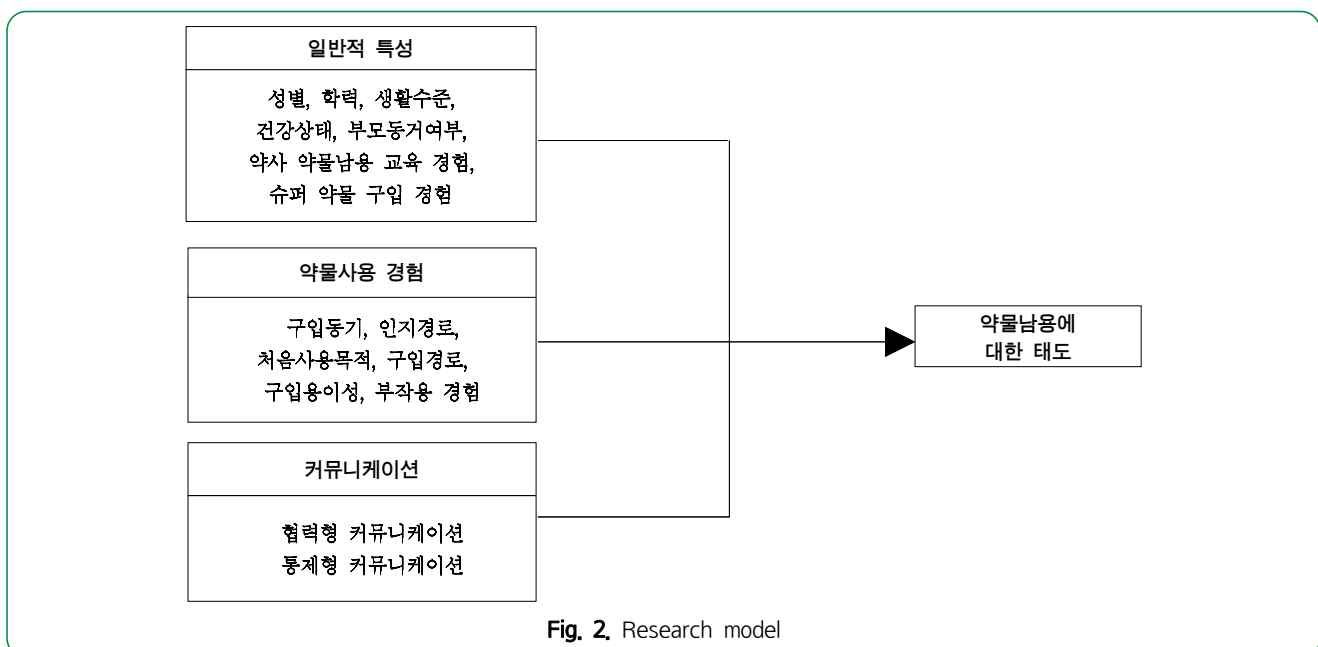 일반적 특성
성별, 학력, 생활수준,
건강상태, 부모동거여부,
약사 약물남용 교육 경험,
슈퍼 약물 구입 경험
약물사용 경험
구입동기, 인지경로,
처음사용목적, 구입경로,
구입용이성, 부작용 경험
커뮤니케이션
협력형 커뮤니케이션
통제형 커뮤니케이션
약물남용에
대한 태도
Fig. 2. Research model